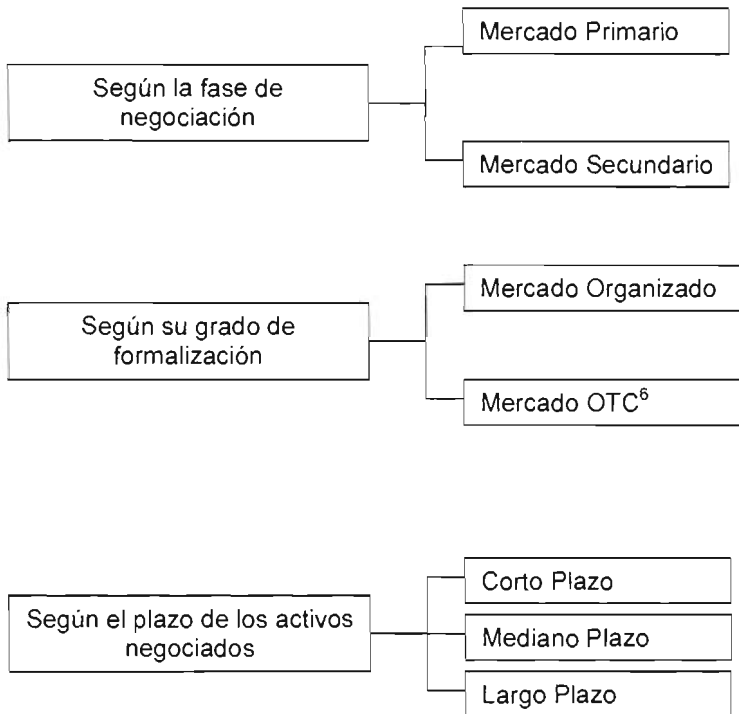 Mercado Primario
Según la fase de
negociación
Mercado Secundario
Mercado Organizado
Según su grado de
formalización
Mercado OTC⁶
Corto Plazo
Según el plazo de los activos
negociados
Mediano Plazo
Largo Plazo